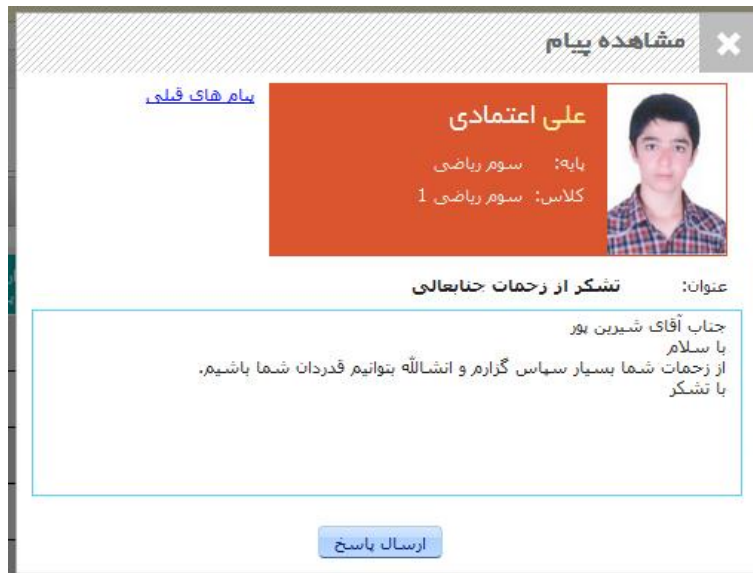 مشاهده پیام
پیام های قبلی
علی اعتمادی
پایه: سوم ریاضی
کلاس: سوم ریاضی 1
عنوان: تشکر از زحمات جنابعالی
جناب آقای شیرین پور
با سلام
از زحمات شما بسیار سپاس گزارم و انشالله بتوانیم قدردان شما باشیم.
با تشکر
ارسال پاسخ